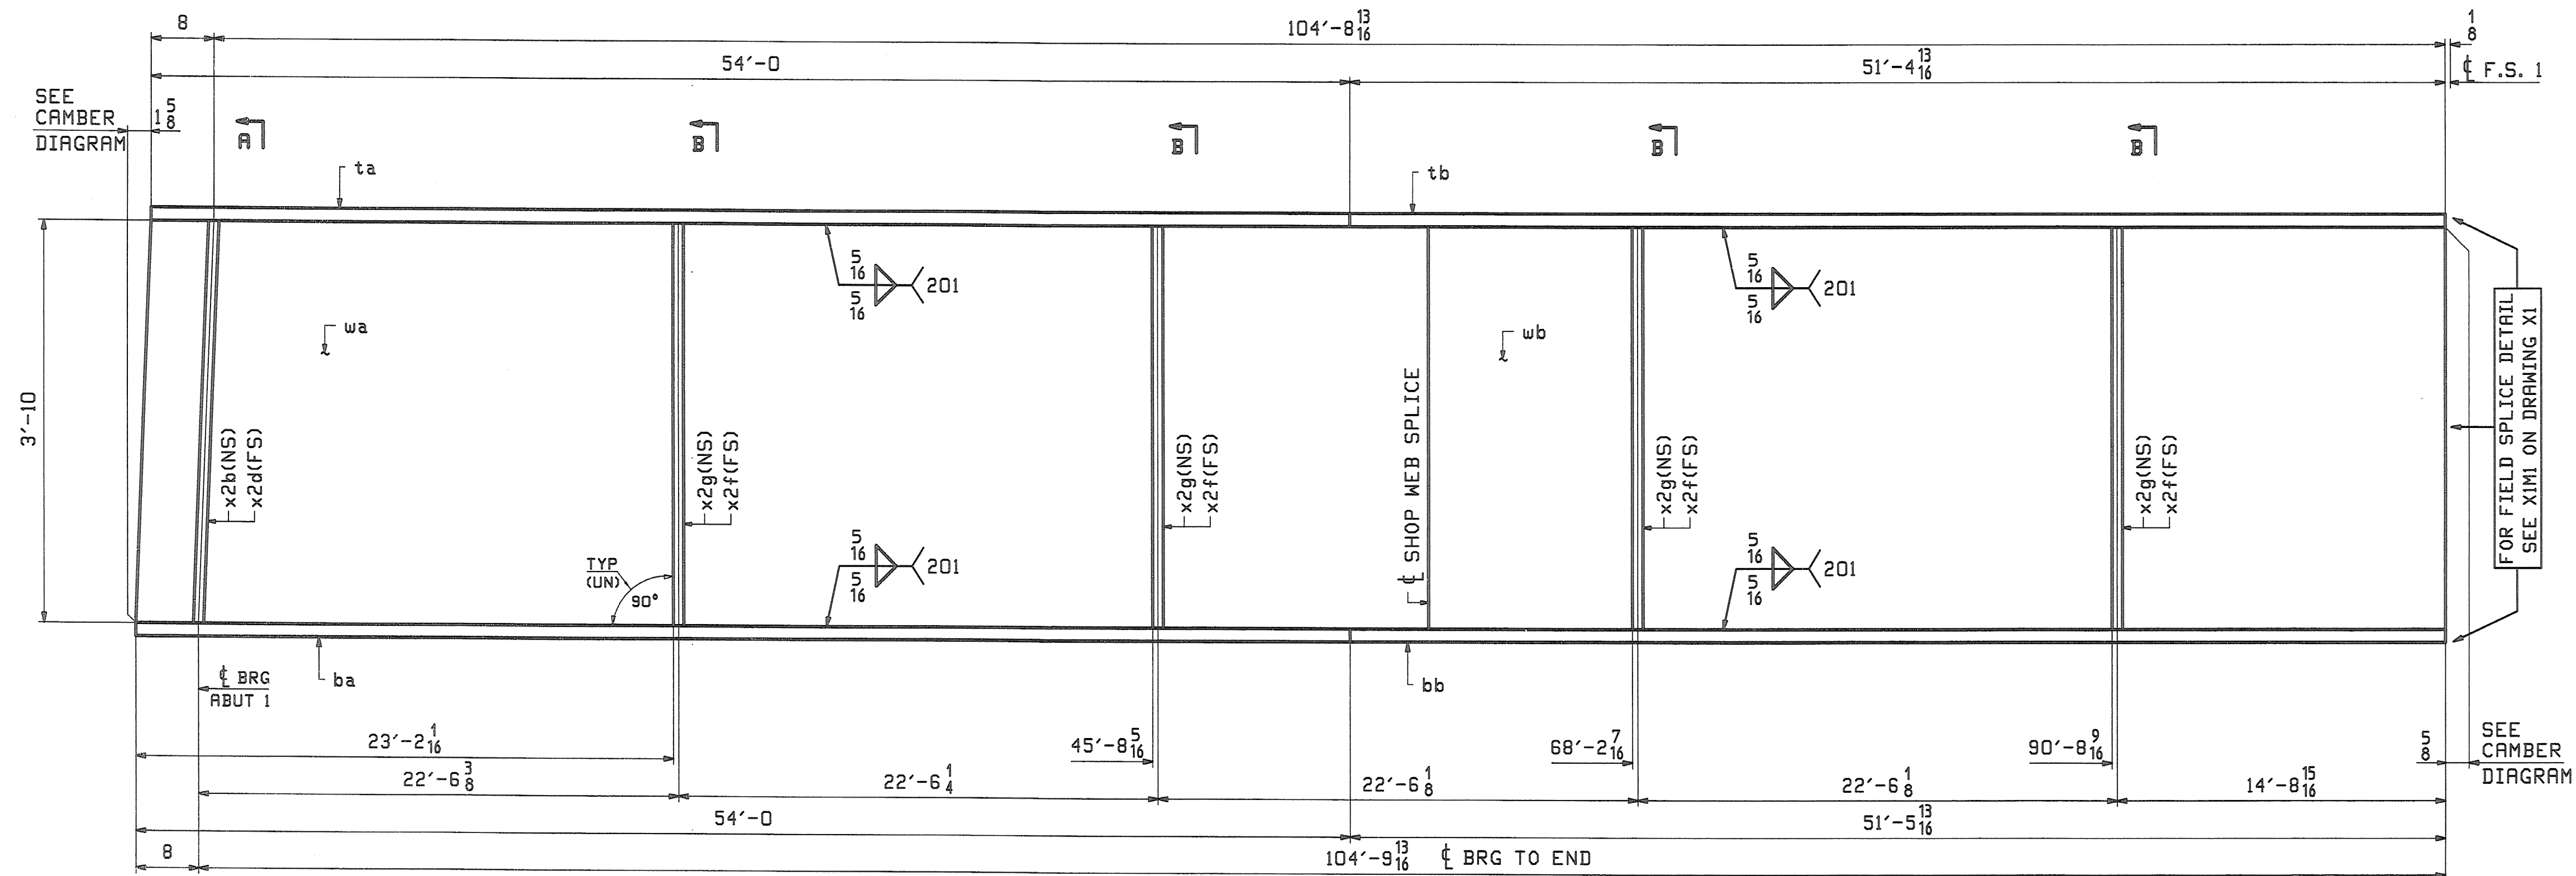 8
104'-8 13/16
1/8
54'-0
51'-4 13/16
℄ F.S. 1
SEE
CAMBER
DIAGRAM
1 5/8
A
B
B
B
B
ta
tb
5/16
5/16
201
5/16
5/16
201
wa
wb
3'-10
x2b(NS)
x2d(FS)
x2g(NS)
x2f(FS)
x2g(NS)
x2f(FS)
℄ SHOP WEB SPLICE
x2g(NS)
x2f(FS)
x2g(NS)
x2f(FS)
FOR FIELD SPLICE DETAIL
SEE X1M1 ON DRAWING X1
TYP
(UN)
90°
5/16
5/16
201
5/16
5/16
201
℄ BRG
ABUT 1
ba
bb
23'-2 1/16
45'-8 5/16
68'-2 7/16
90'-8 9/16
5/8
SEE
CAMBER
DIAGRAM
22'-6 3/8
22'-6 1/4
22'-6 1/8
22'-6 1/8
14'-8 15/16
54'-0
51'-5 13/16
8
104'-9 13/16 ℄ BRG TO END